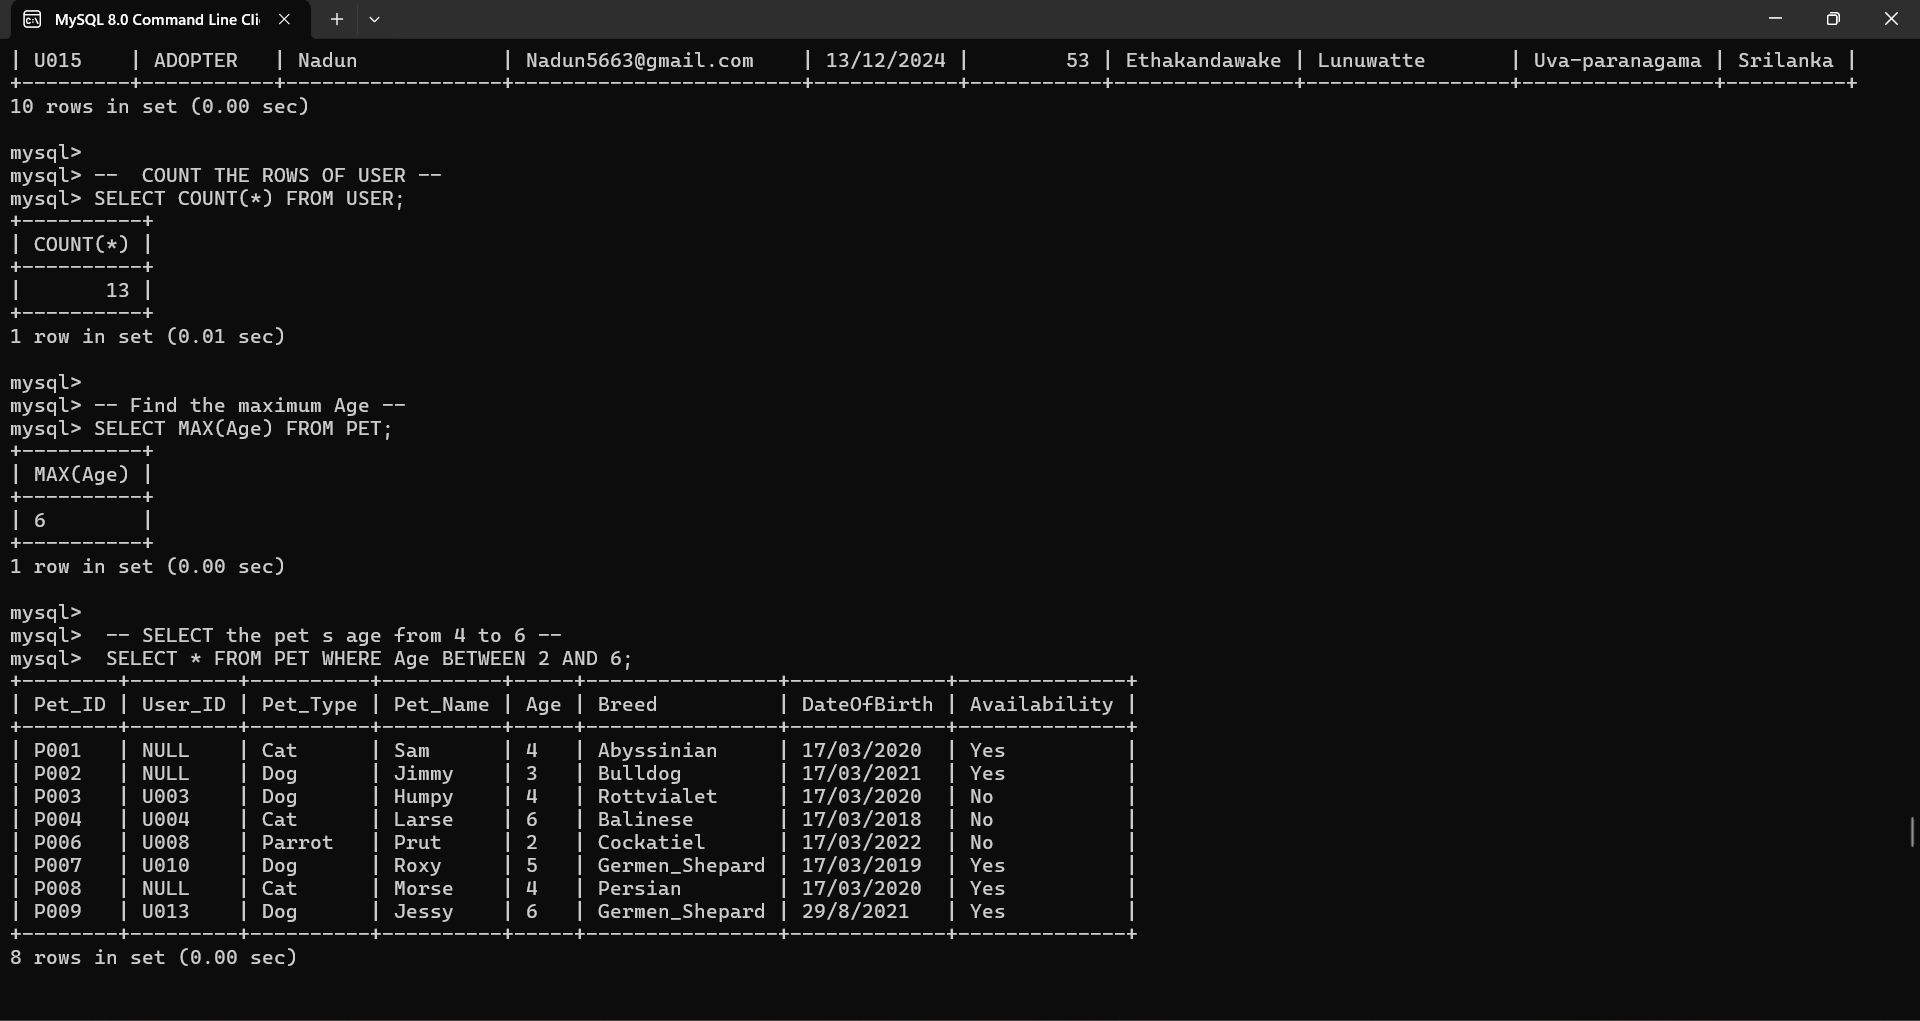 MySQL 8.0 Command Line Cli
| U015    | ADOPTER   | Nadun            | Nadun5663@gmail.com    | 13/12/2024 |        53 | Ethakandawake | Lunuwatte       | Uva-paranagama | Srilanka |
+---------+-----------+------------------+------------------------+------------+-----------+---------------+-----------------+----------------+----------+
10 rows in set (0.00 sec)
mysql>
mysql> --  COUNT THE ROWS OF USER --
mysql> SELECT COUNT(*) FROM USER;
+----------+
| COUNT(*) |
+----------+
|       13 |
+----------+
1 row in set (0.01 sec)
mysql>
mysql> -- Find the maximum Age --
mysql> SELECT MAX(Age) FROM PET;
+----------+
| MAX(Age) |
+----------+
| 6        |
+----------+
1 row in set (0.00 sec)
mysql>
mysql>  -- SELECT the pet s age from 4 to 6 --
mysql>  SELECT * FROM PET WHERE Age BETWEEN 2 AND 6;
+--------+---------+----------+----------+-----+----------------+-------------+--------------+
| Pet_ID | User_ID | Pet_Type | Pet_Name | Age | Breed          | DateOfBirth | Availability |
+--------+---------+----------+----------+-----+----------------+-------------+--------------+
| P001   | NULL    | Cat      | Sam      | 4   | Abyssinian     | 17/03/2020  | Yes          |
| P002   | NULL    | Dog      | Jimmy    | 3   | Bulldog        | 17/03/2021  | Yes          |
| P003   | U003    | Dog      | Humpy    | 4   | Rottvialet     | 17/03/2020  | No           |
| P004   | U004    | Cat      | Larse    | 6   | Balinese       | 17/03/2018  | No           |
| P006   | U008    | Parrot   | Prut     | 2   | Cockatiel      | 17/03/2022  | No           |
| P007   | U010    | Dog      | Roxy     | 5   | Germen_Shepard | 17/03/2019  | Yes          |
| P008   | NULL    | Cat      | Morse    | 4   | Persian        | 17/03/2020  | Yes          |
| P009   | U013    | Dog      | Jessy    | 6   | Germen_Shepard | 29/8/2021   | Yes          |
+--------+---------+----------+----------+-----+----------------+-------------+--------------+
8 rows in set (0.00 sec)